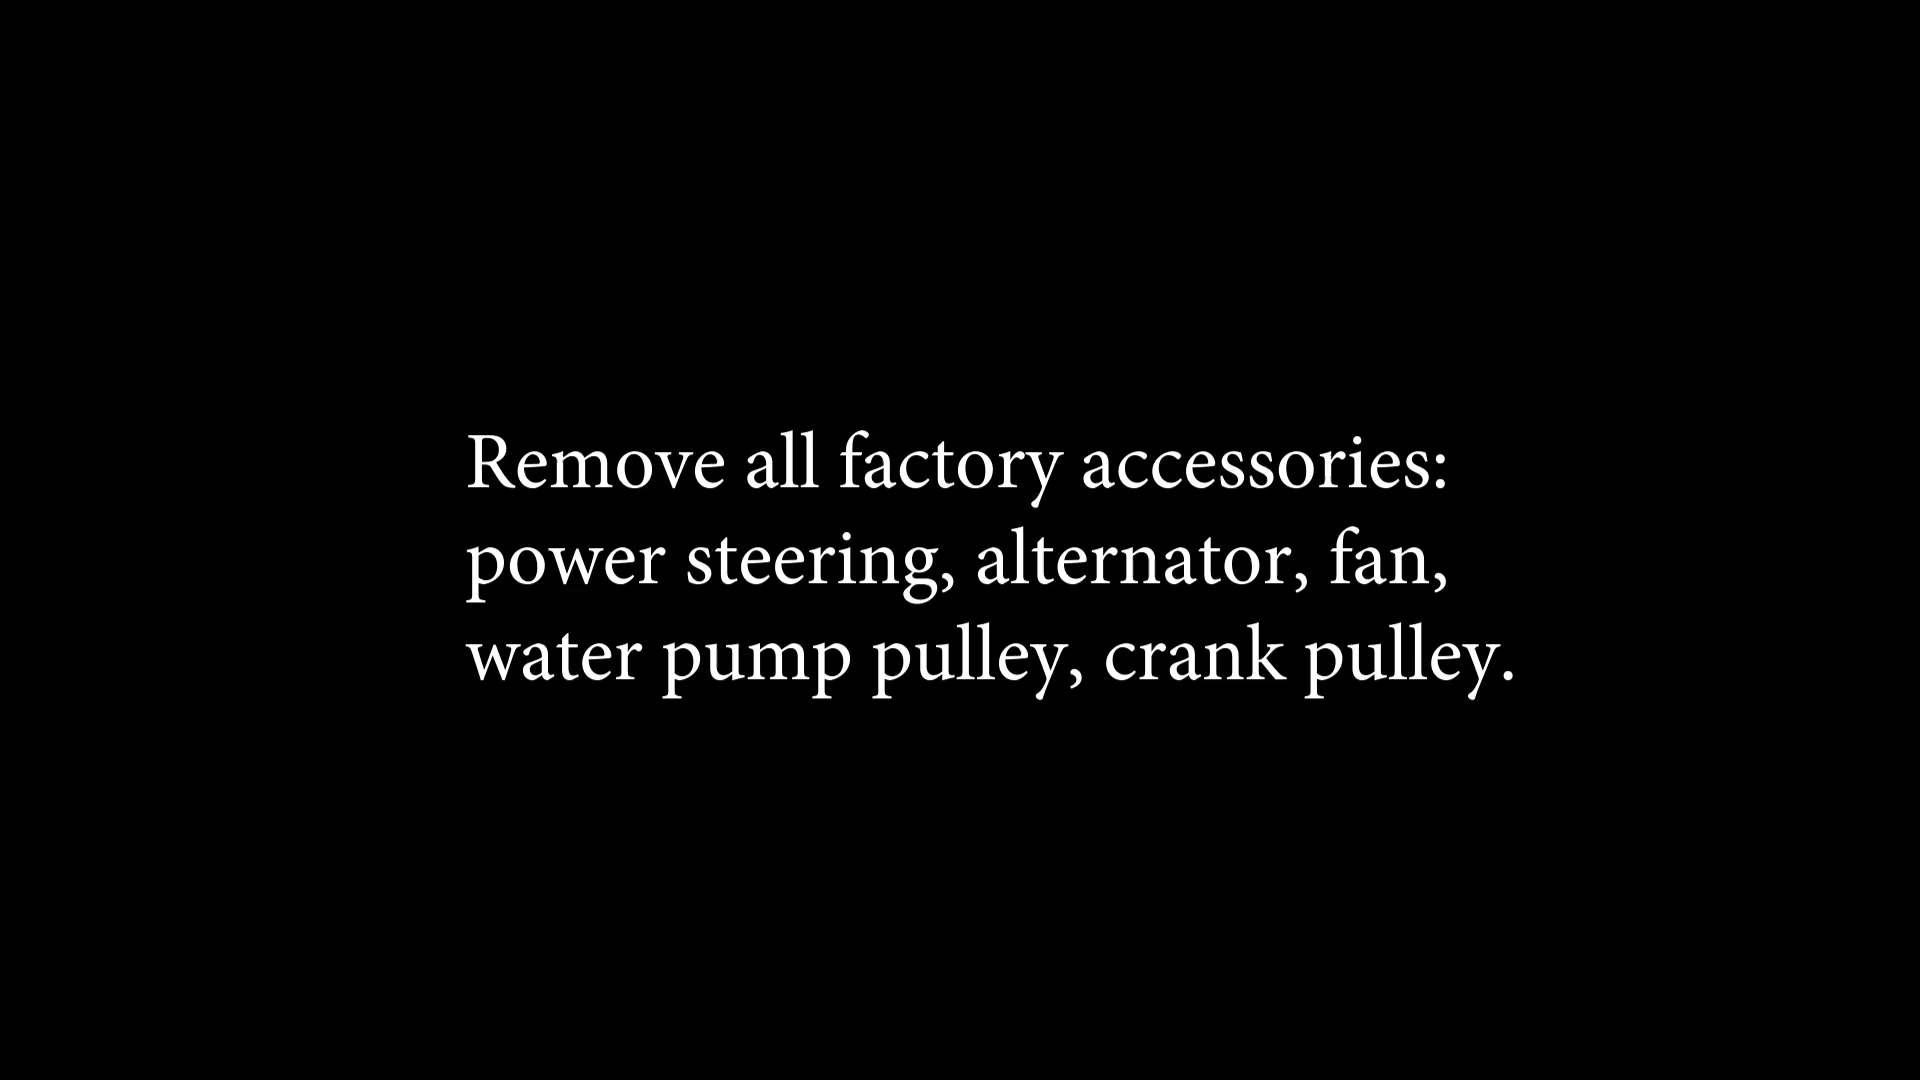 Remove all factory accessories:
power steering, alternator, fan,
water pump pulley, crank pulley.